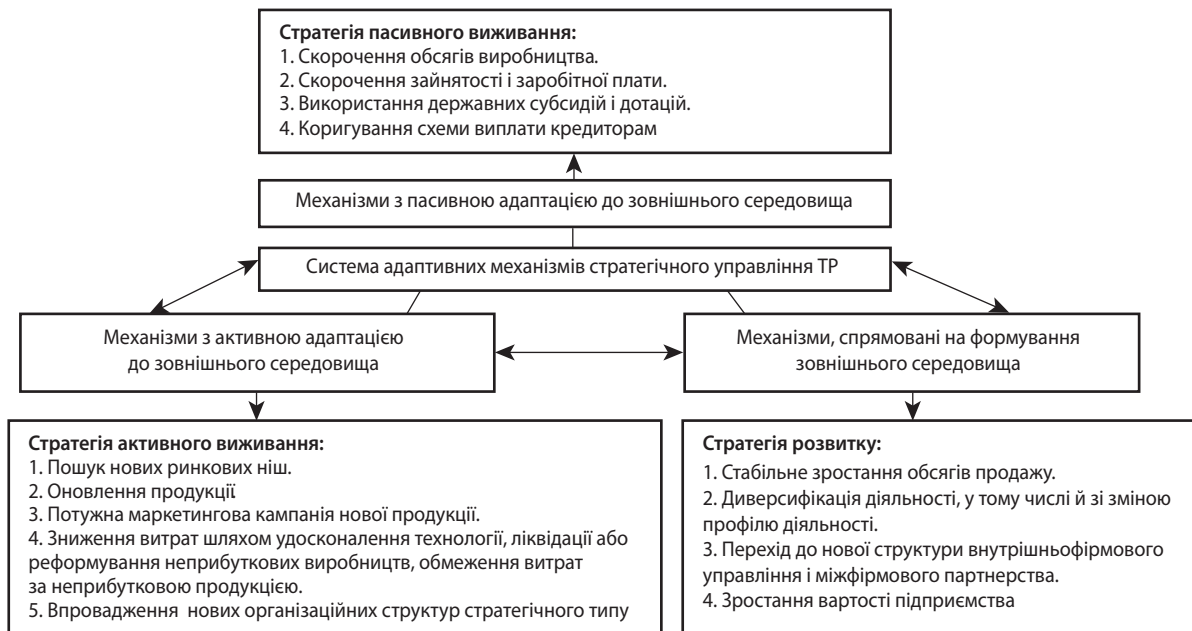 Стратегія пасивного виживання:
1. Скорочення обсягів виробництва.
2. Скорочення зайнятості і заробітної плати.
3. Використання державних субсидій і дотацій.
4. Коригування схеми виплати кредиторам
Механізми з пасивною адаптацією до зовнішнього середовища
Система адаптивних механізмів стратегічного управління ТР
Механізми з активною адаптацією
до зовнішнього середовища
Механізми, спрямовані на формування
зовнішнього середовища
Стратегія активного виживання:
1. Пошук нових ринкових ніш.
2. Оновлення продукції.
3. Потужна маркетингова кампанія нової продукції.
4. Зниження витрат шляхом удосконалення технології, ліквідації або
реформування неприбуткових виробництв, обмеження витрат
за неприбутковою продукцією.
5. Впровадження нових організаційних структур стратегічного типу
Стратегія розвитку:
1. Стабільне зростання обсягів продажу.
2. Диверсифікація діяльності, у тому числі й зі зміною
профілю діяльності.
3. Перехід до нової структури внутрішньофірмового
управління і міжфірмового партнерства.
4. Зростання вартості підприємства